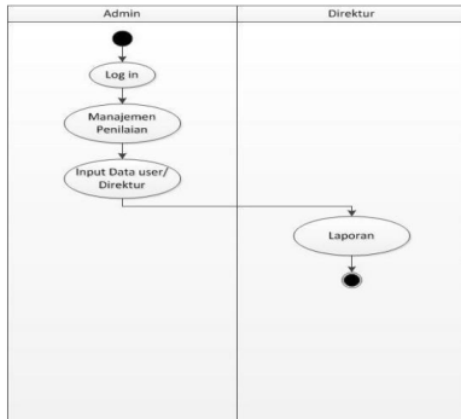 Admin
Direktur
Log in
Manajemen
Penilaian
Input Data user/
Direktur
Laporan